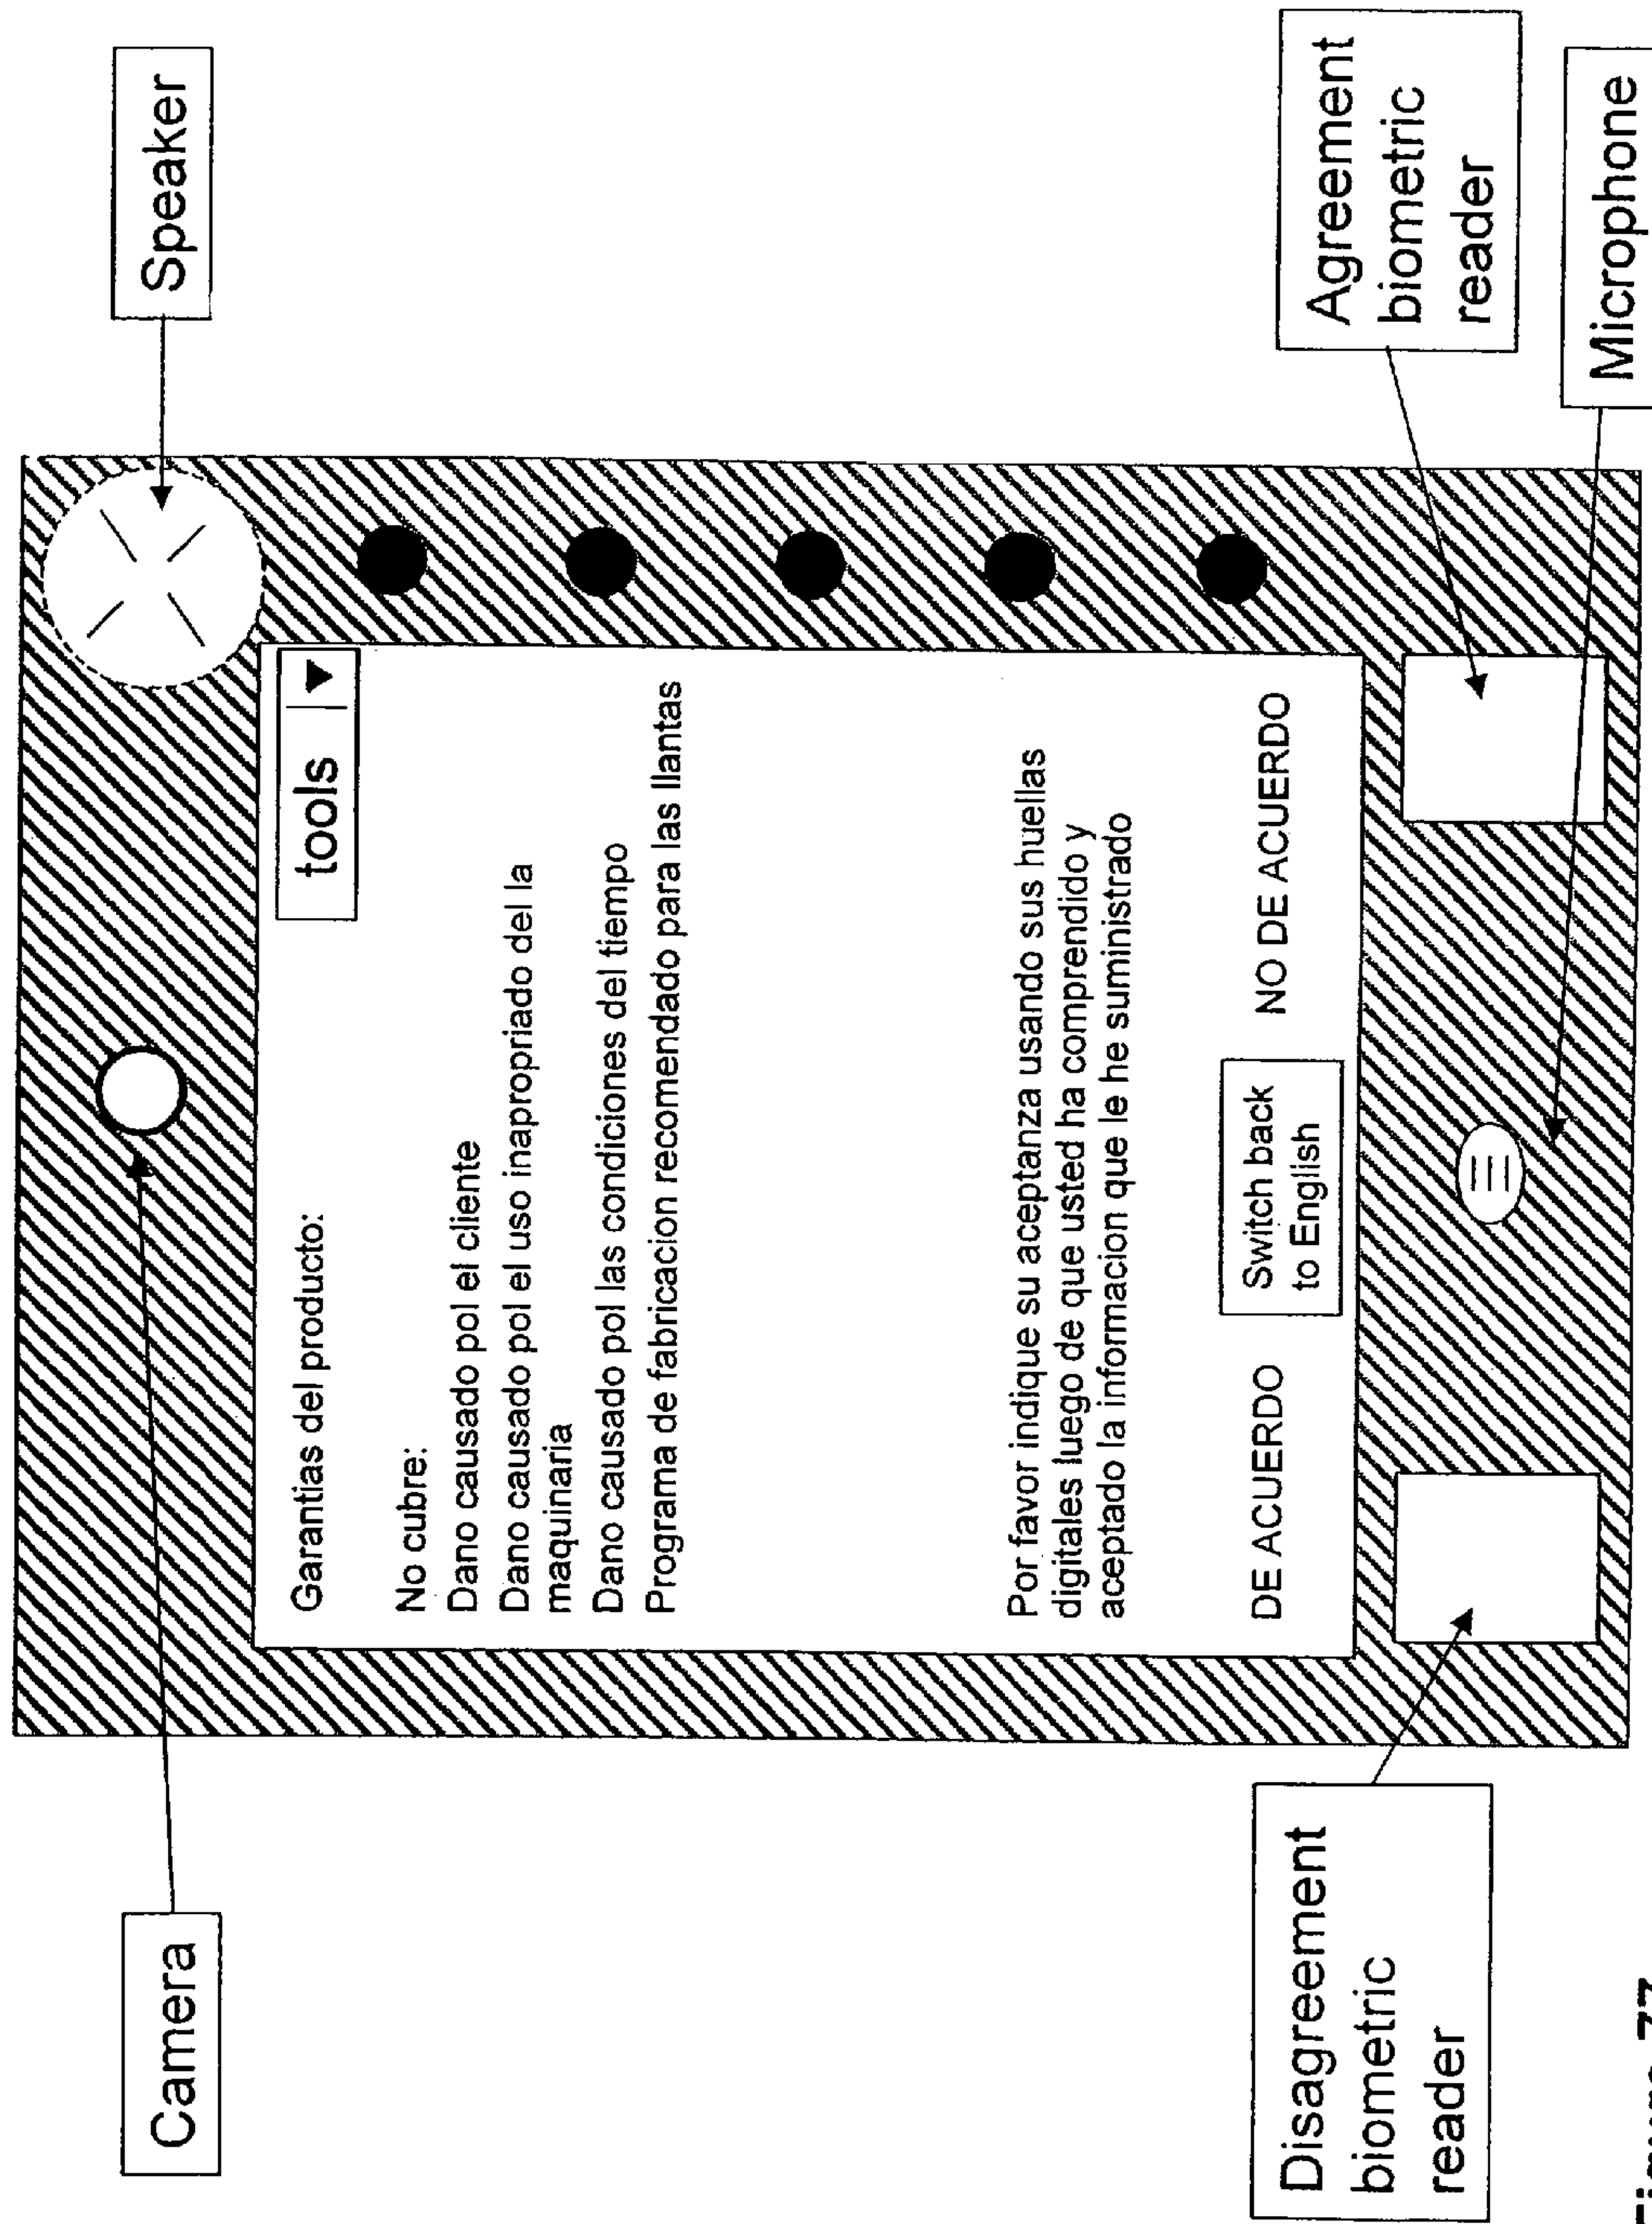 Camera
Speaker
tools
Garantias del producto:
No cubre:
Dano causado pol el cliente
Dano causado pol el uso inapropriado del la
maquinaria
Dano causado pol las condiciones del tiempo
Programa de fabricacion recomendado para las llantas
Por favor indique su aceptanza usando sus huellas
digitales luego de que usted ha comprendido y
aceptado la informacion que le he suministrado
DE ACUERDO
Switch back
to English
NO DE ACUERDO
Disagreement
biometric
reader
Agreement
biometric
reader
Microphone
Figure 77